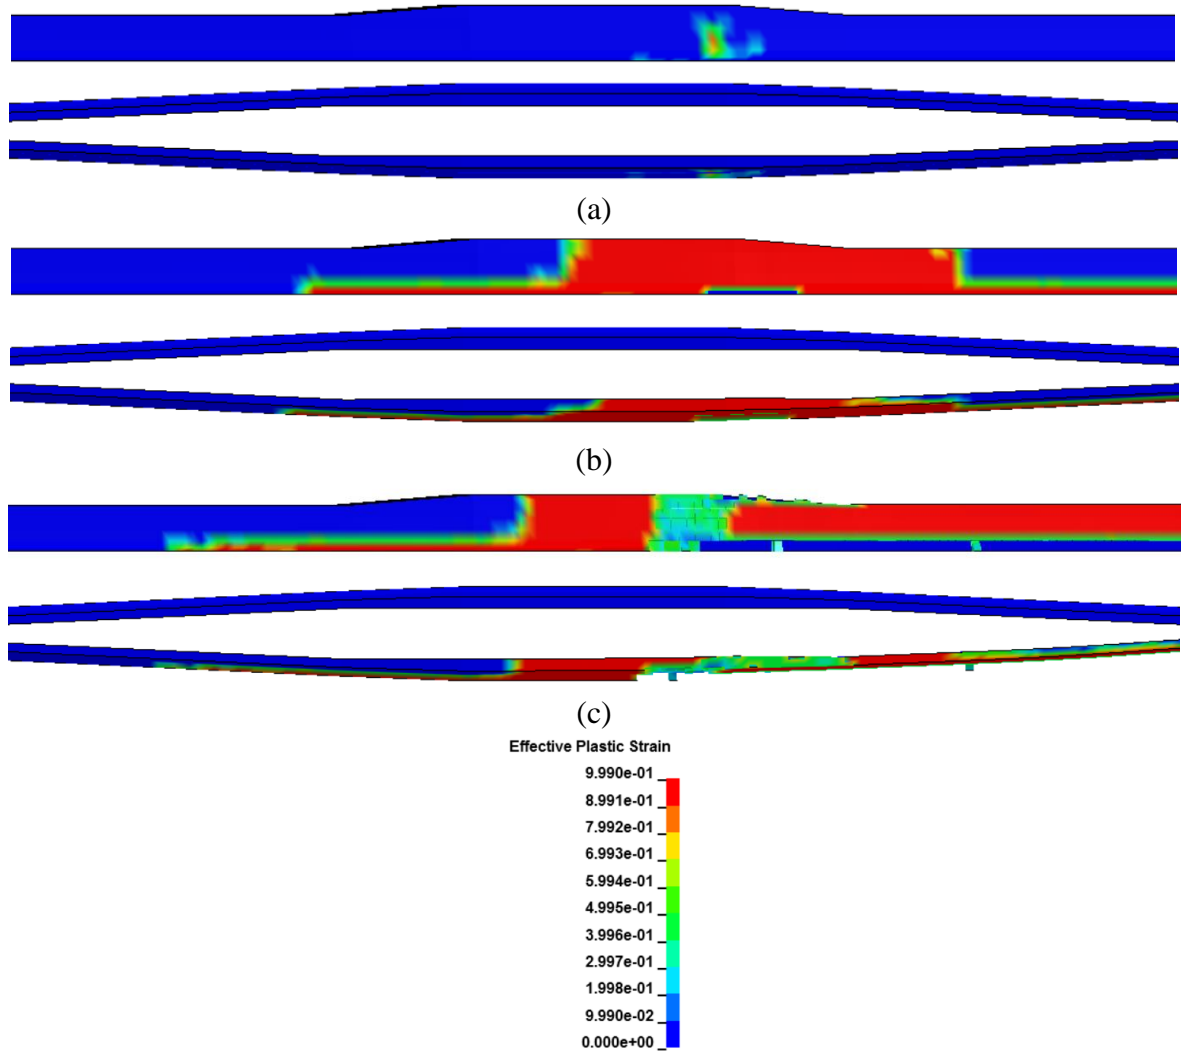 (a)
(b)
(c)
Effective Plastic Strain
9.990e-01
8.991e-01
7.992e-01
6.993e-01
5.994e-01
4.995e-01
3.996e-01
2.997e-01
1.998e-01
9.990e-02
0.000e+00